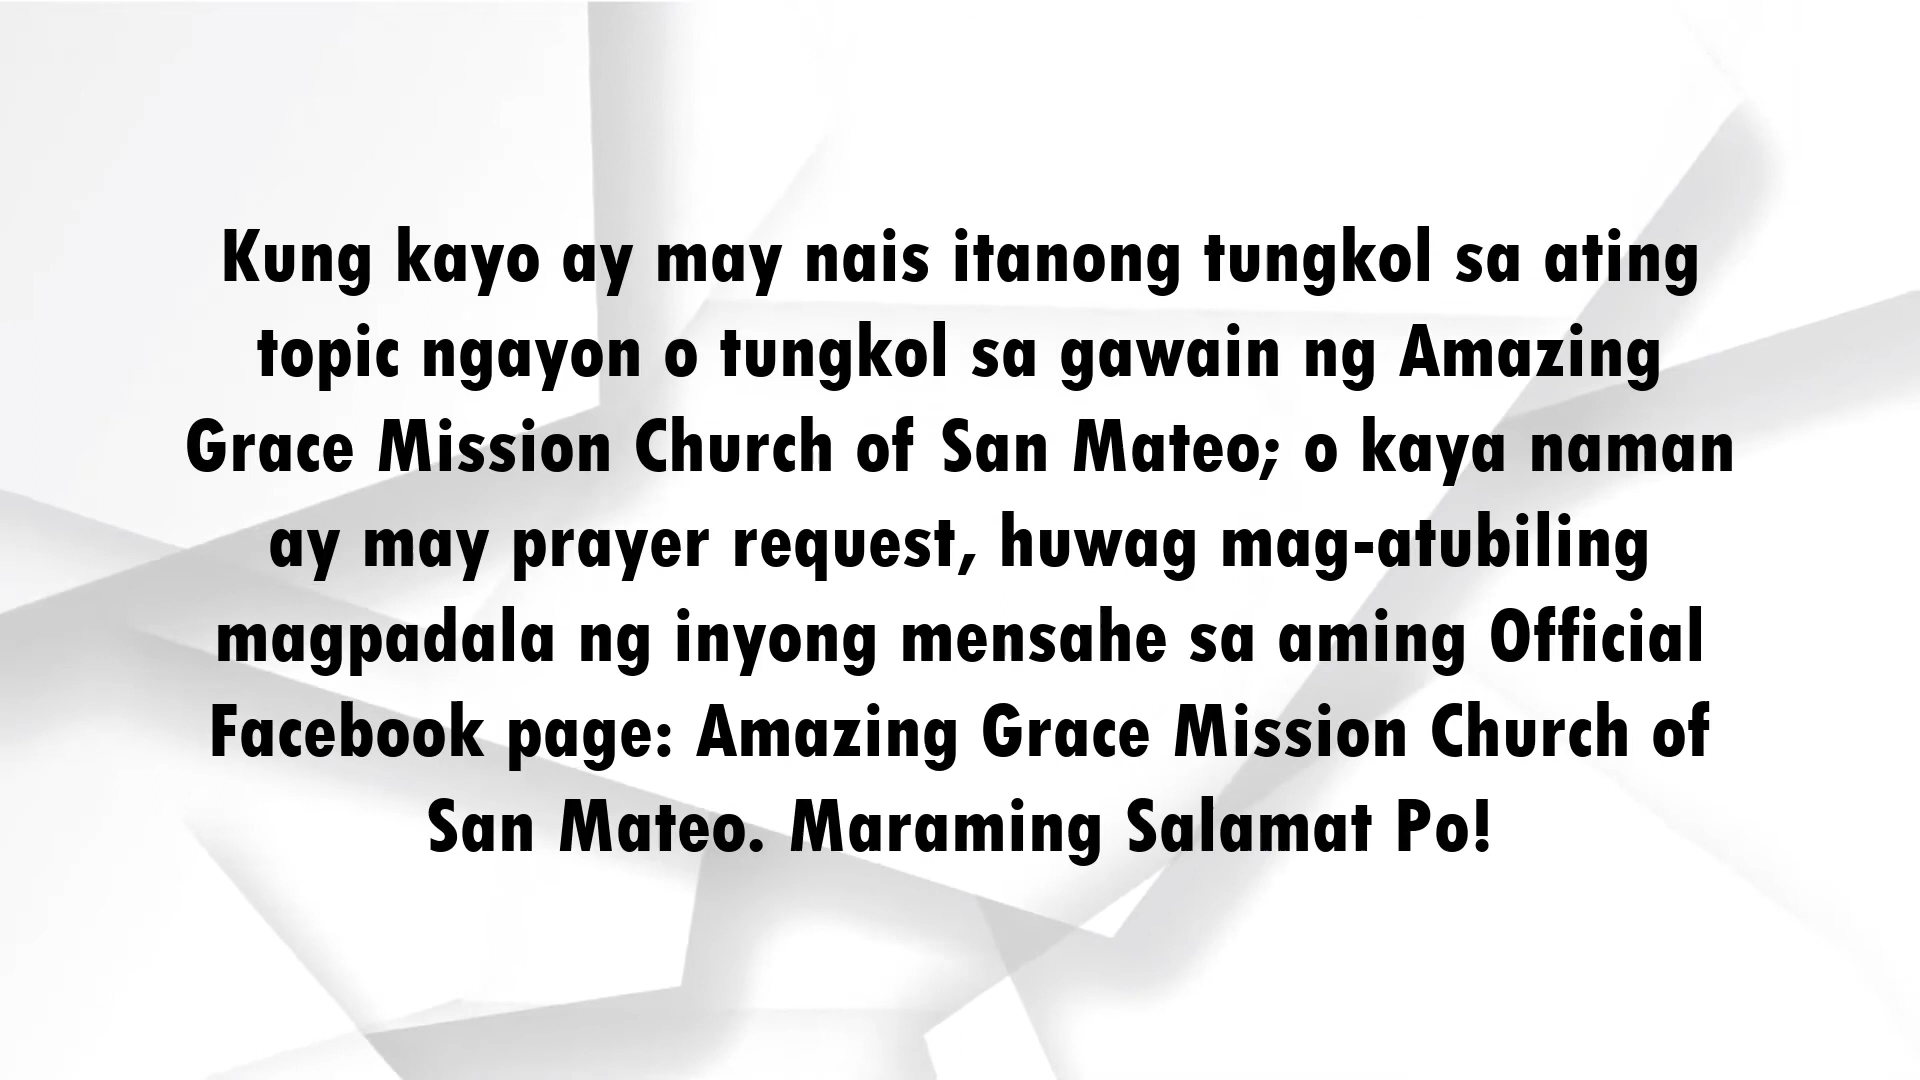 Kung kayo ay may nais itanong tungkol sa ating
topic ngayon o tungkol sa gawain ng Amazing
Grace Mission Church of San Mateo; o kaya naman
ay may prayer request, huwag mag-atubiling
magpadala ng inyong mensahe sa aming Official
Facebook page: Amazing Grace Mission Church of
San Mateo. Maraming Salamat Po!